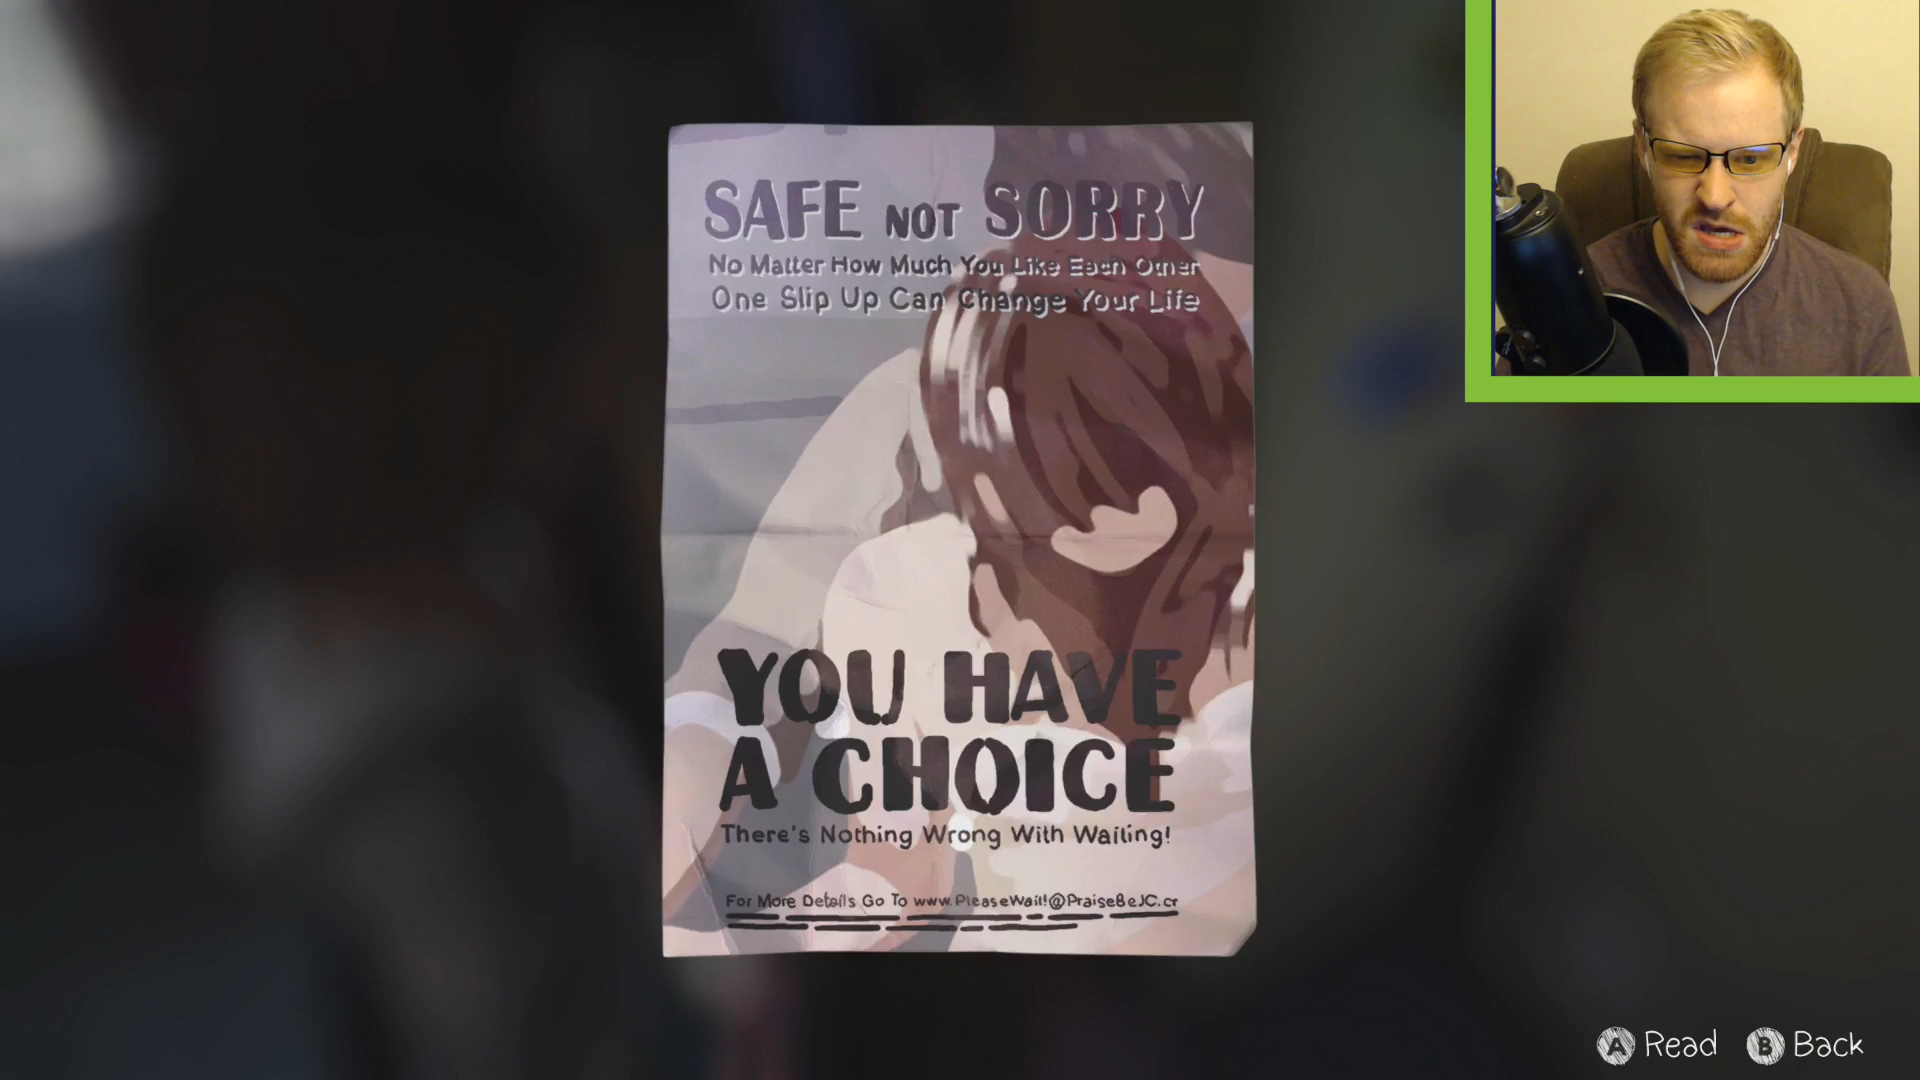 SAFE NOT SORRY
No Matter How Much You Like Each Other
One Slip Up Can Change Your Life
YOU HAVE
A CHOICE
There's Nothing Wrong With Waiting!
For More Details Go To www.PleaseWait!@PraiseBeJC.cr
A Read B Back